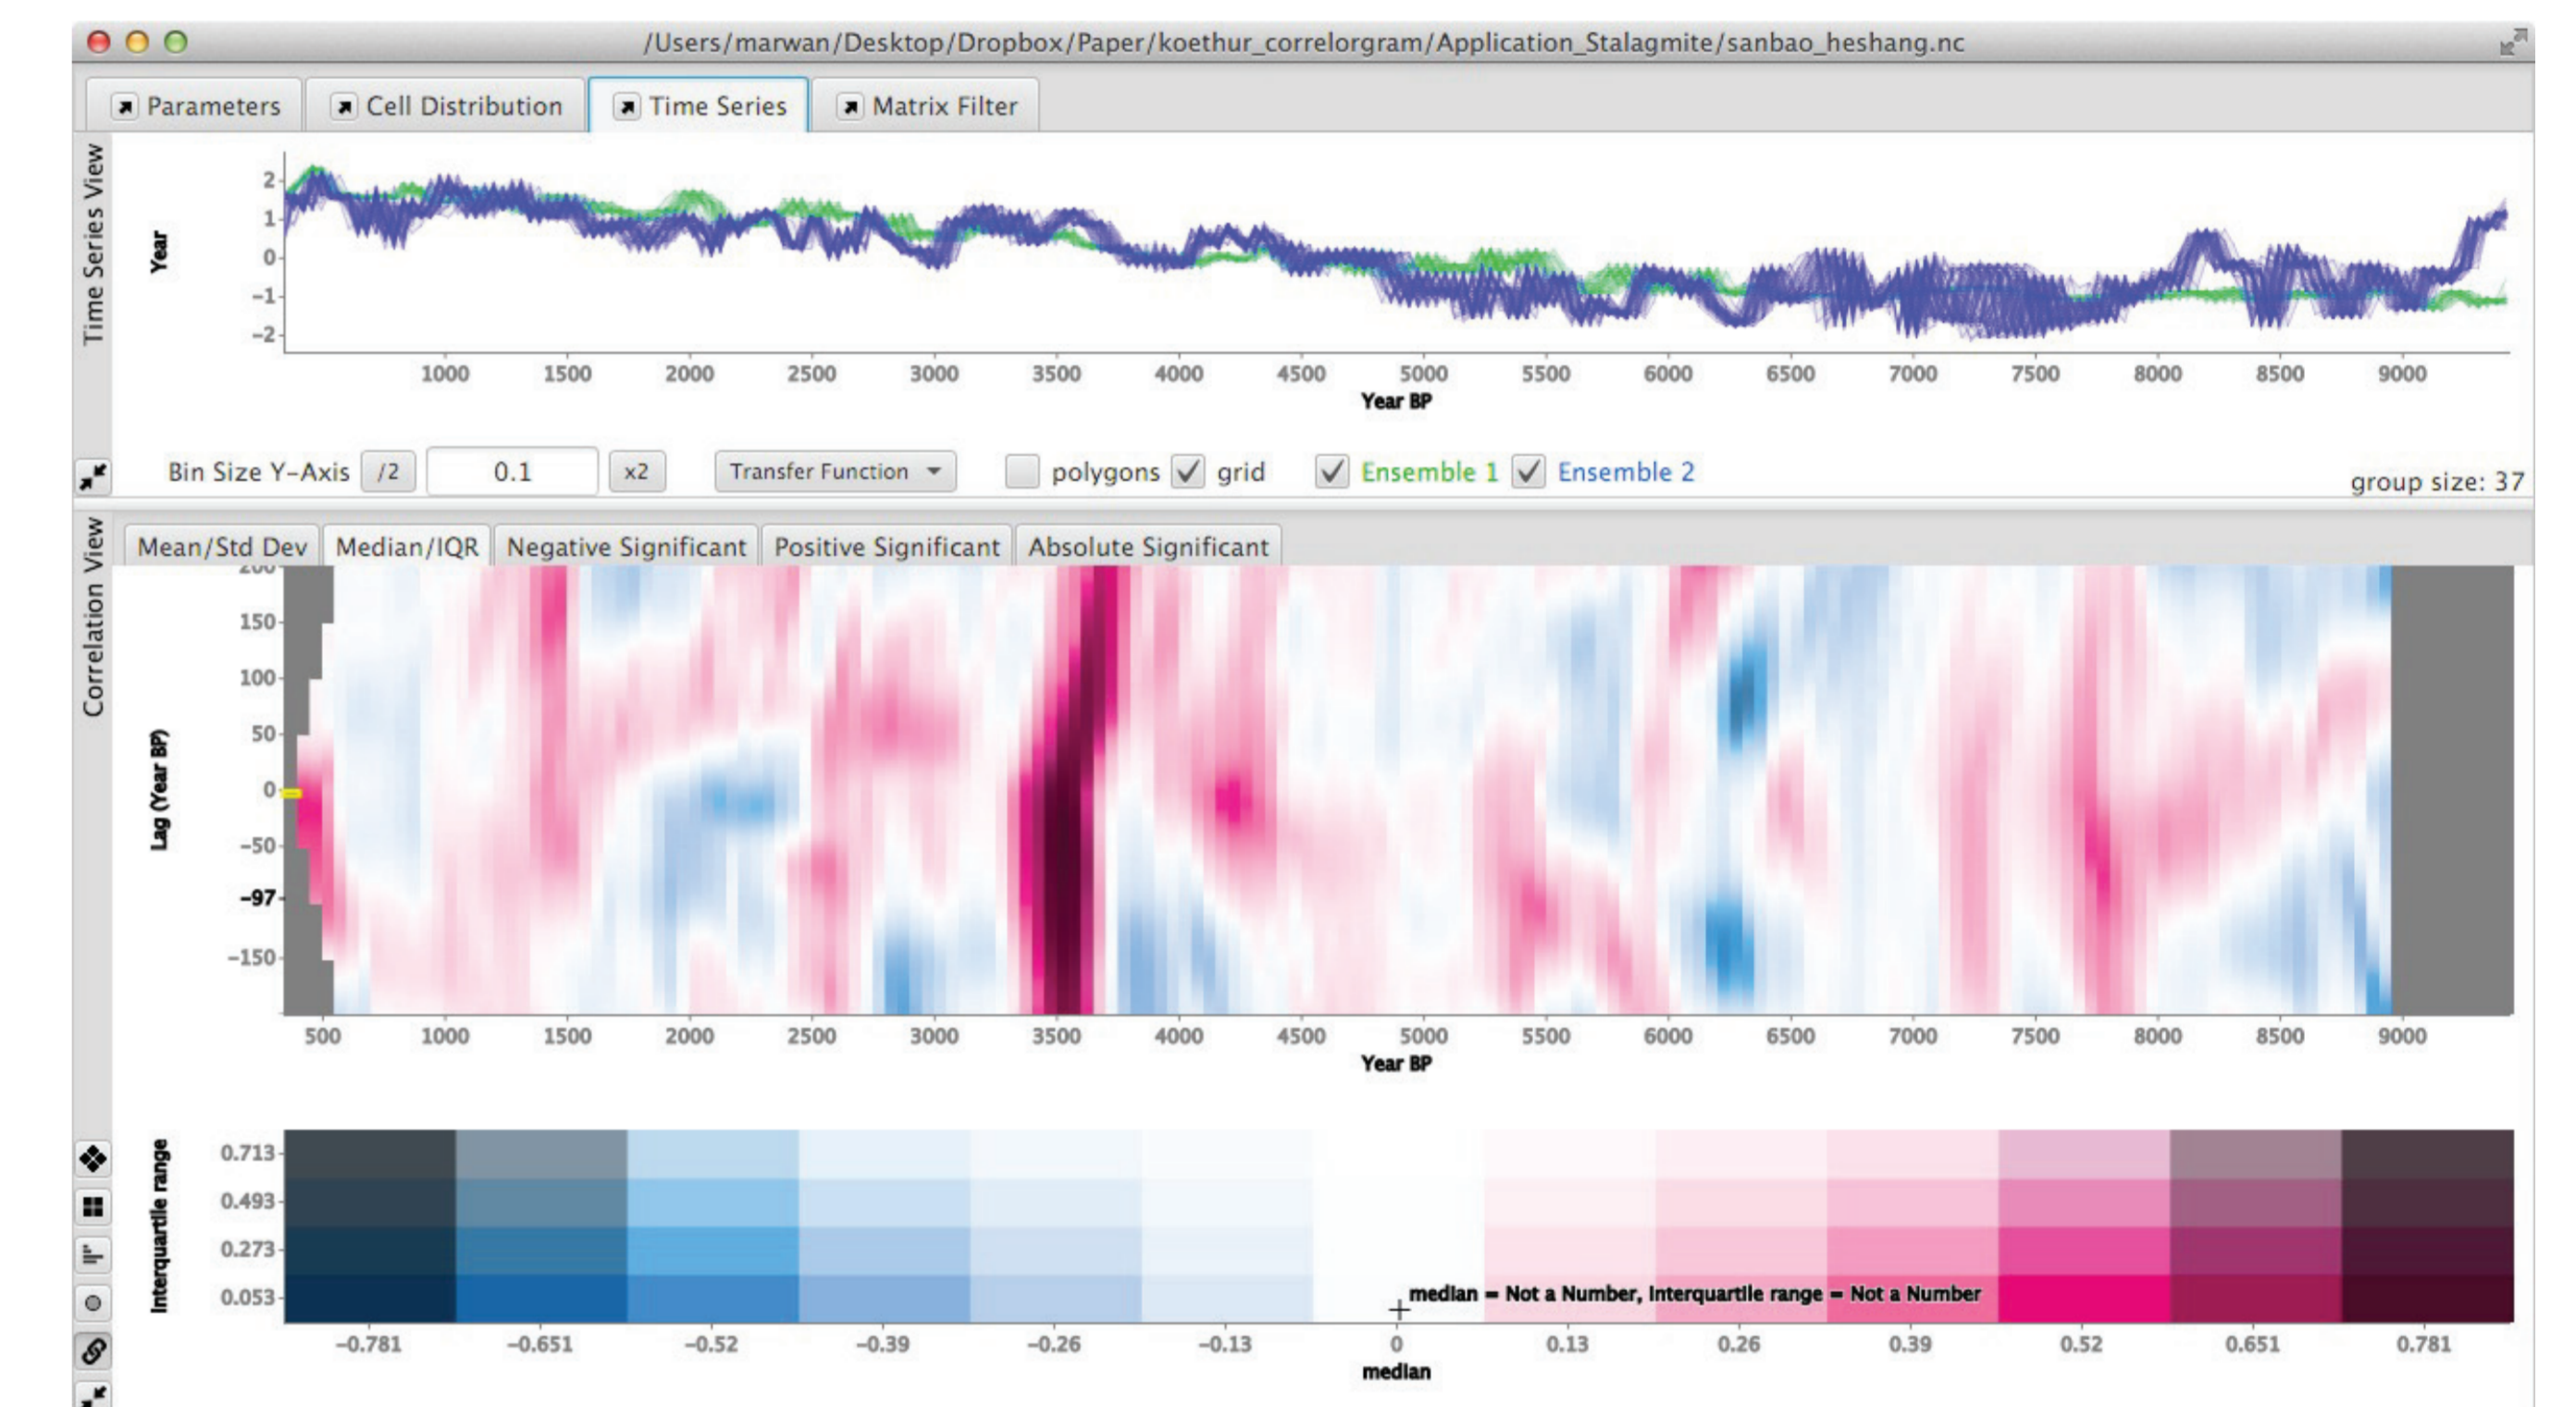 /Users/marwan/Desktop/Dropbox/Paper/koethur_correlorgram/Application_Stalagmite/sanbao_heshang.nc
Parameters Cell Distribution Time Series Matrix Filter
Time Series View
Year
2
1
0
−1
−2
1000 1500 2000 2500 3000 3500 4000 4500 5000 5500 6000 6500 7000 7500 8000 8500 9000
Year BP
Bin Size Y-Axis /2 0.1 x2 Transfer Function polygons grid Ensemble 1 Ensemble 2 group size: 37
Correlation View
Mean/Std Dev Median/IQR Negative Significant Positive Significant Absolute Significant
Lag (Year BP)
200
150
100
50
0
−50
−97
−150
500 1000 1500 2000 2500 3000 3500 4000 4500 5000 5500 6000 6500 7000 7500 8000 8500 9000
Year BP
Interquartile range
0.713
0.493
0.273
0.053
median = Not a Number, Interquartile range = Not a Number
−0.781 −0.651 −0.52 −0.39 −0.26 −0.13 0 0.13 0.26 0.39 0.52 0.651 0.781
median